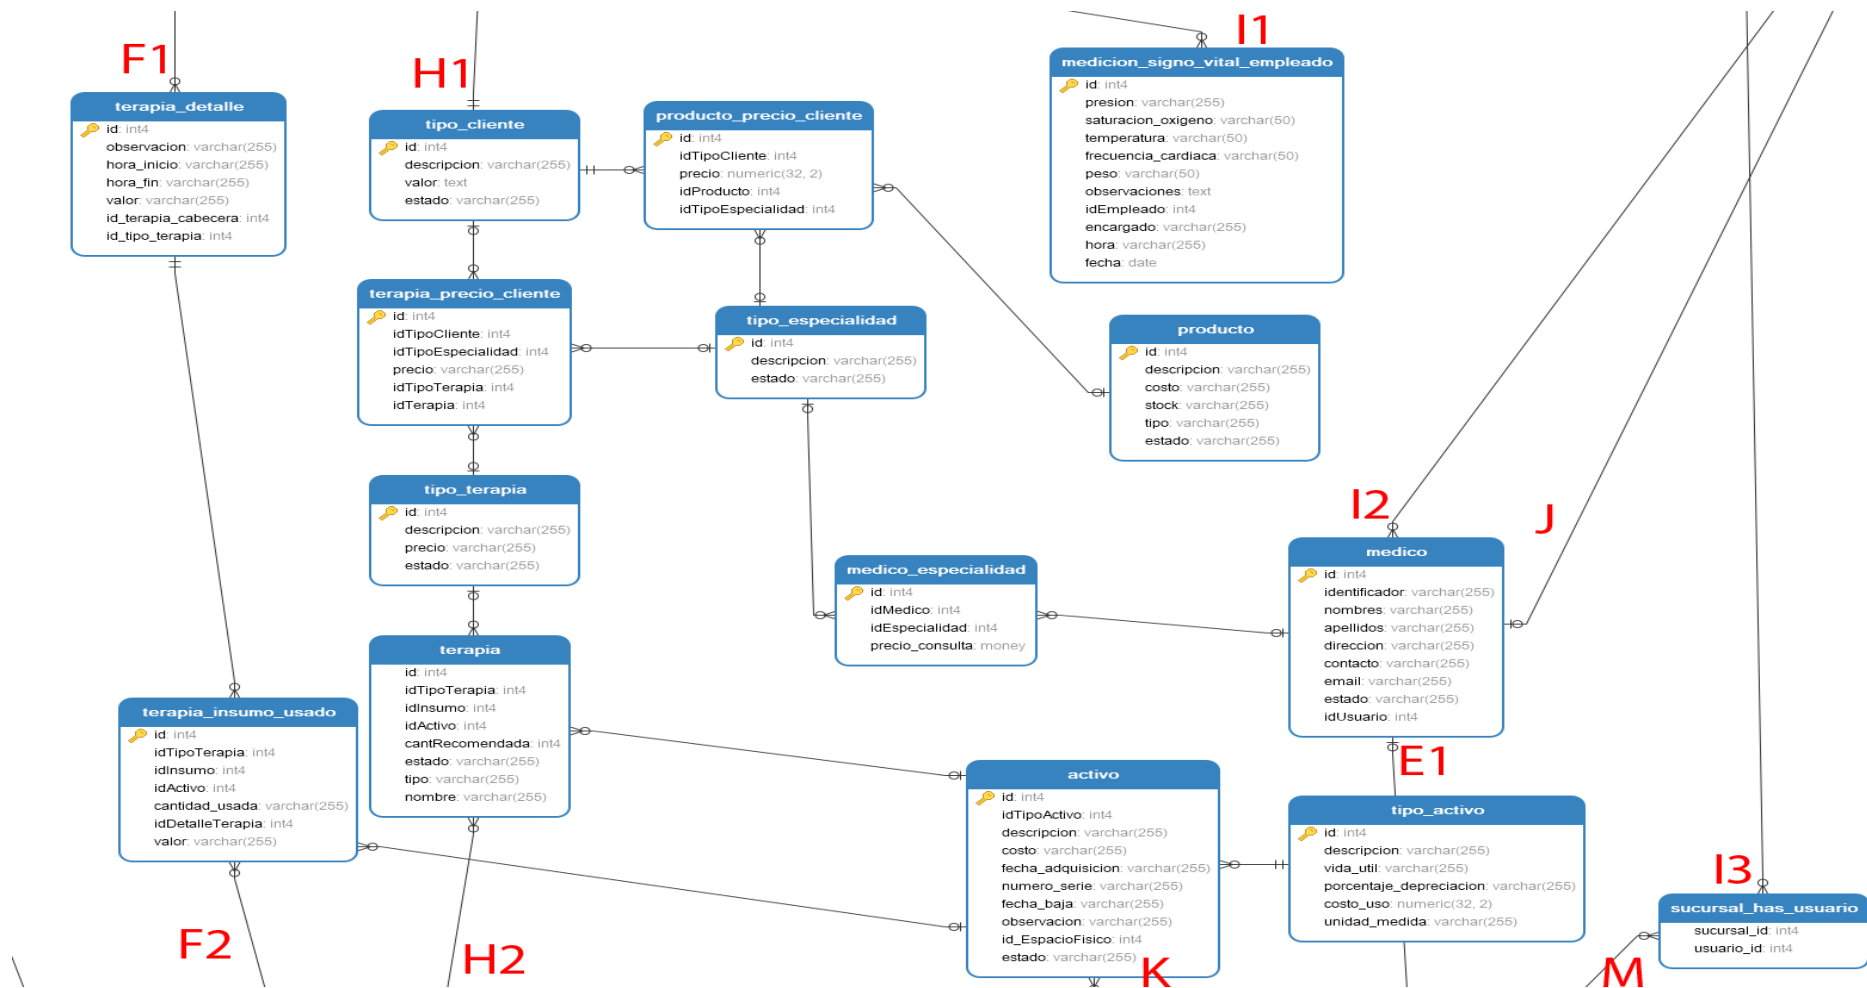 F1
terapia_detalle
id: int4
observacion: varchar(255)
hora_inicio: varchar(255)
hora_fin: varchar(255)
valor: varchar(255)
id_terapia_cabecera: int4
id_tipo_terapia: int4
H1
tipo_cliente
id: int4
descripcion: varchar(255)
valor: text
estado: varchar(255)
producto_precio_cliente
id: int4
idTipoCliente: int4
precio: numeric(32, 2)
idProducto: int4
idTipoEspecialidad: int4
I1
medicion_signo_vital_empleado
id: int4
presion: varchar(255)
saturacion_oxigeno: varchar(50)
temperatura: varchar(50)
frecuencia_cardiaca: varchar(50)
peso: varchar(50)
observaciones: text
idEmpleado: int4
encargado: varchar(255)
hora: varchar(255)
fecha: date
terapia_precio_cliente
id: int4
idTipoCliente: int4
idTipoEspecialidad: int4
precio: varchar(255)
idTipoTerapia: int4
idTerapia: int4
tipo_especialidad
id: int4
descripcion: varchar(255)
estado: varchar(255)
producto
id: int4
descripcion: varchar(255)
costo: varchar(255)
stock: varchar(255)
tipo: varchar(255)
estado: varchar(255)
tipo_terapia
id: int4
descripcion: varchar(255)
precio: varchar(255)
estado: varchar(255)
medico_especialidad
id: int4
idMedico: int4
idEspecialidad: int4
precio_consulta: money
I2
J
medico
id: int4
identificador: varchar(255)
nombres: varchar(255)
apellidos: varchar(255)
direccion: varchar(255)
contacto: varchar(255)
email: varchar(255)
estado: varchar(255)
idUsuario: int4
E1
terapia
id: int4
idTipoTerapia: int4
idInsumo: int4
idActivo: int4
cantRecomendada: int4
estado: varchar(255)
tipo: varchar(255)
nombre: varchar(255)
terapia_insumo_usado
id: int4
idTipoTerapia: int4
idInsumo: int4
idActivo: int4
cantidad_usada: varchar(255)
idDetalleTerapia: int4
valor: varchar(255)
activo
id: int4
idTipoActivo: int4
descripcion: varchar(255)
costo: varchar(255)
fecha_adquisicion: varchar(255)
numero_serie: varchar(255)
fecha_baja: varchar(255)
observacion: varchar(255)
id_EspacioFisico: int4
estado: varchar(255)
tipo_activo
id: int4
descripcion: varchar(255)
vida_util: varchar(255)
porcentaje_depreciacion: varchar(255)
costo_uso: numeric(32, 2)
unidad_medida: varchar(255)
I3
sucursal_has_usuario
sucursal_id: int4
usuario_id: int4
F2
H2
K
M